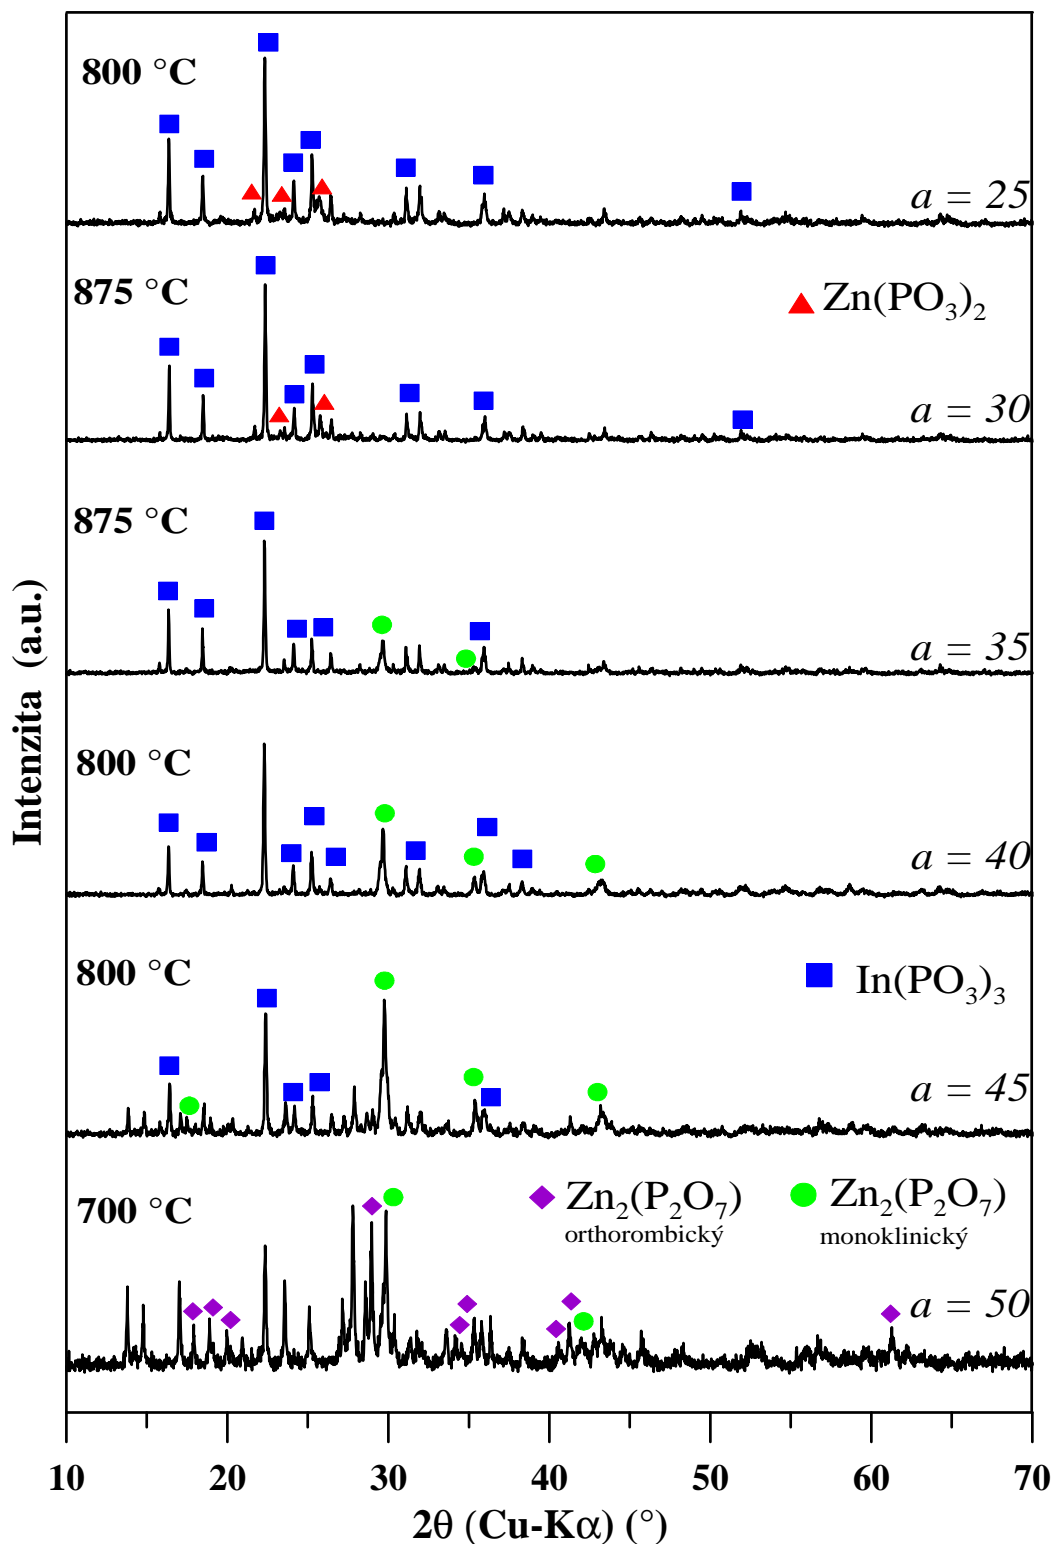 800 °C
a = 25
875 °C
Zn(PO₃)₂
a = 30
875 °C
a = 35
800 °C
a = 40
800 °C
In(PO₃)₃
a = 45
700 °C
Zn₂(P₂O₇)
orthorombický
Zn₂(P₂O₇)
monoklinický
a = 50
Intenzita (a.u.)
10 20 30 40 50 60 70
2θ (Cu-Kα) (°)